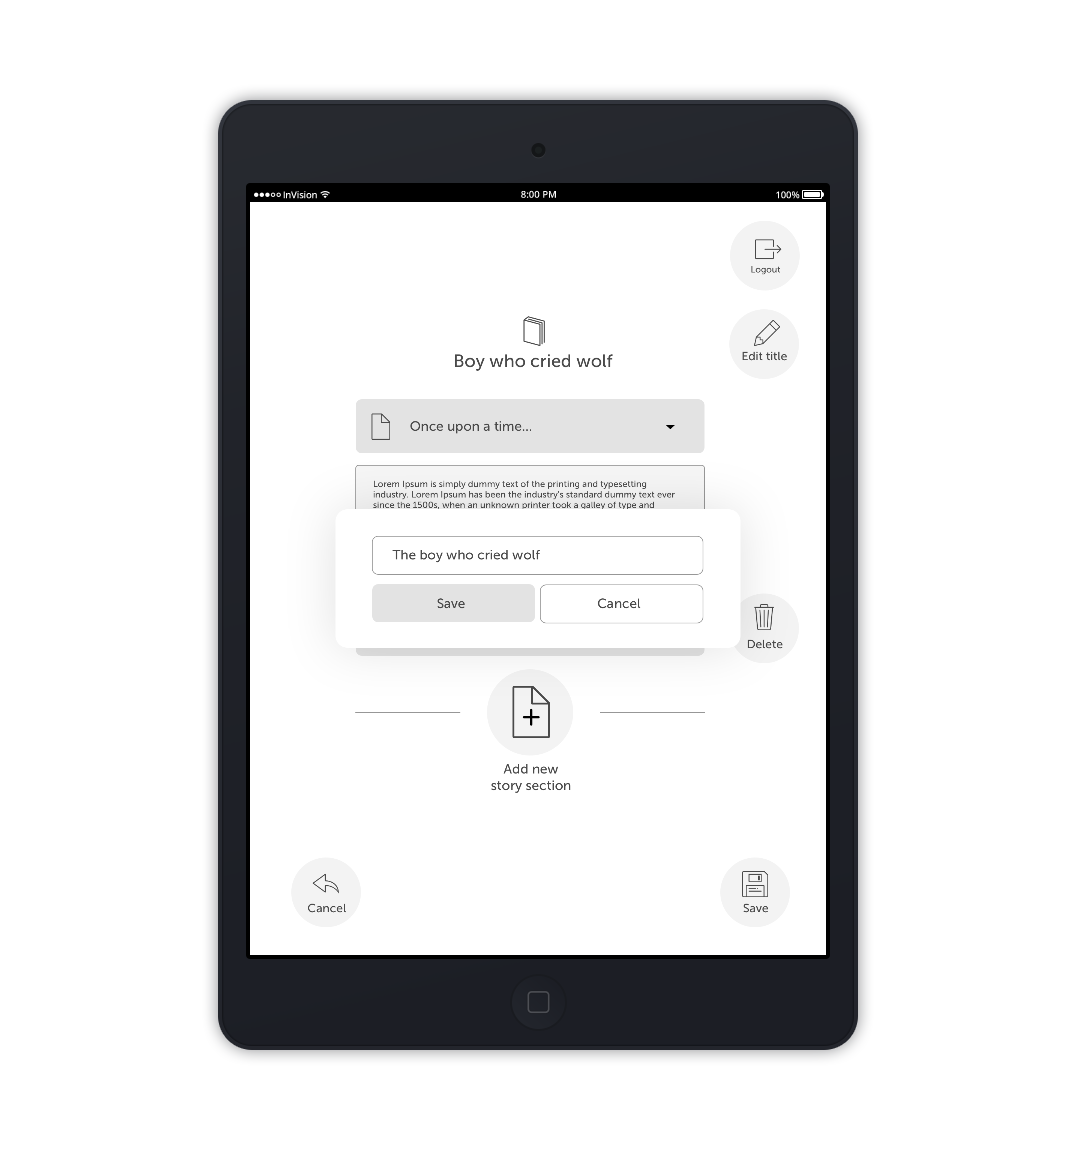 InVision
8:00 PM
100%
Logout
Edit title
Boy who cried wolf
Once upon a time...
Lorem Ipsum is simply dummy text of the printing and typesetting
industry. Lorem Ipsum has been the industry's standard dummy text ever
since the 1500s, when an unknown printer took a galley of type and
The boy who cried wolf
Save
Cancel
Delete
Add new
story section
Cancel
Save